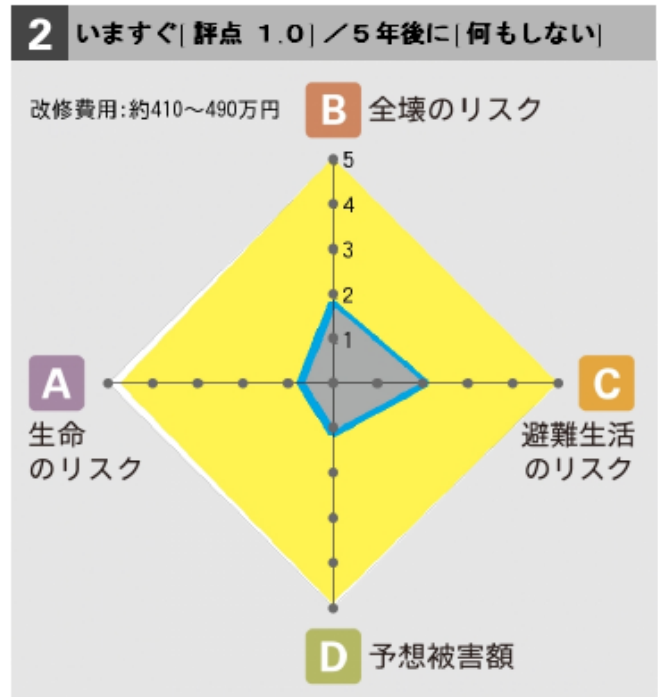 2 いますぐ|評点 1.0|／5年後に|何もしない|
改修費用:約410～490万円
B 全壊のリスク
5
4
3
2
1
A
生命
のリスク
C
避難生活
のリスク
D 予想被害額